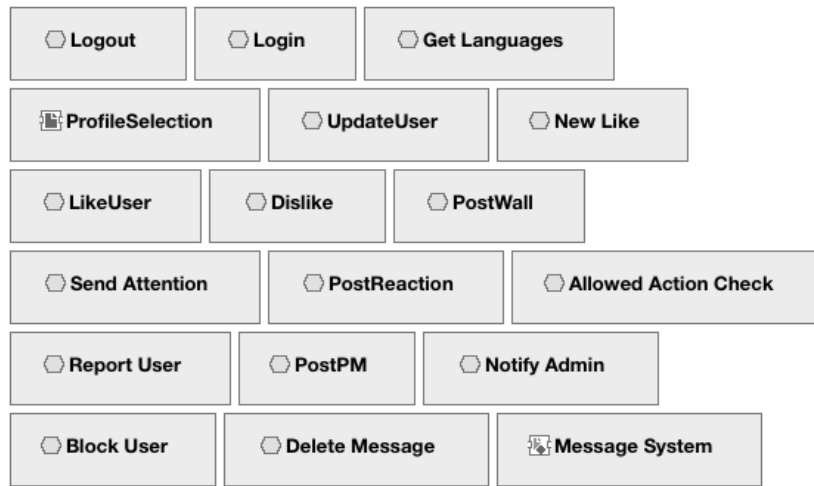 Logout Login Get Languages
ProfileSelection UpdateUser New Like
LikeUser Dislike PostWall
Send Attention PostReaction Allowed Action Check
Report User PostPM Notify Admin
Block User Delete Message Message System